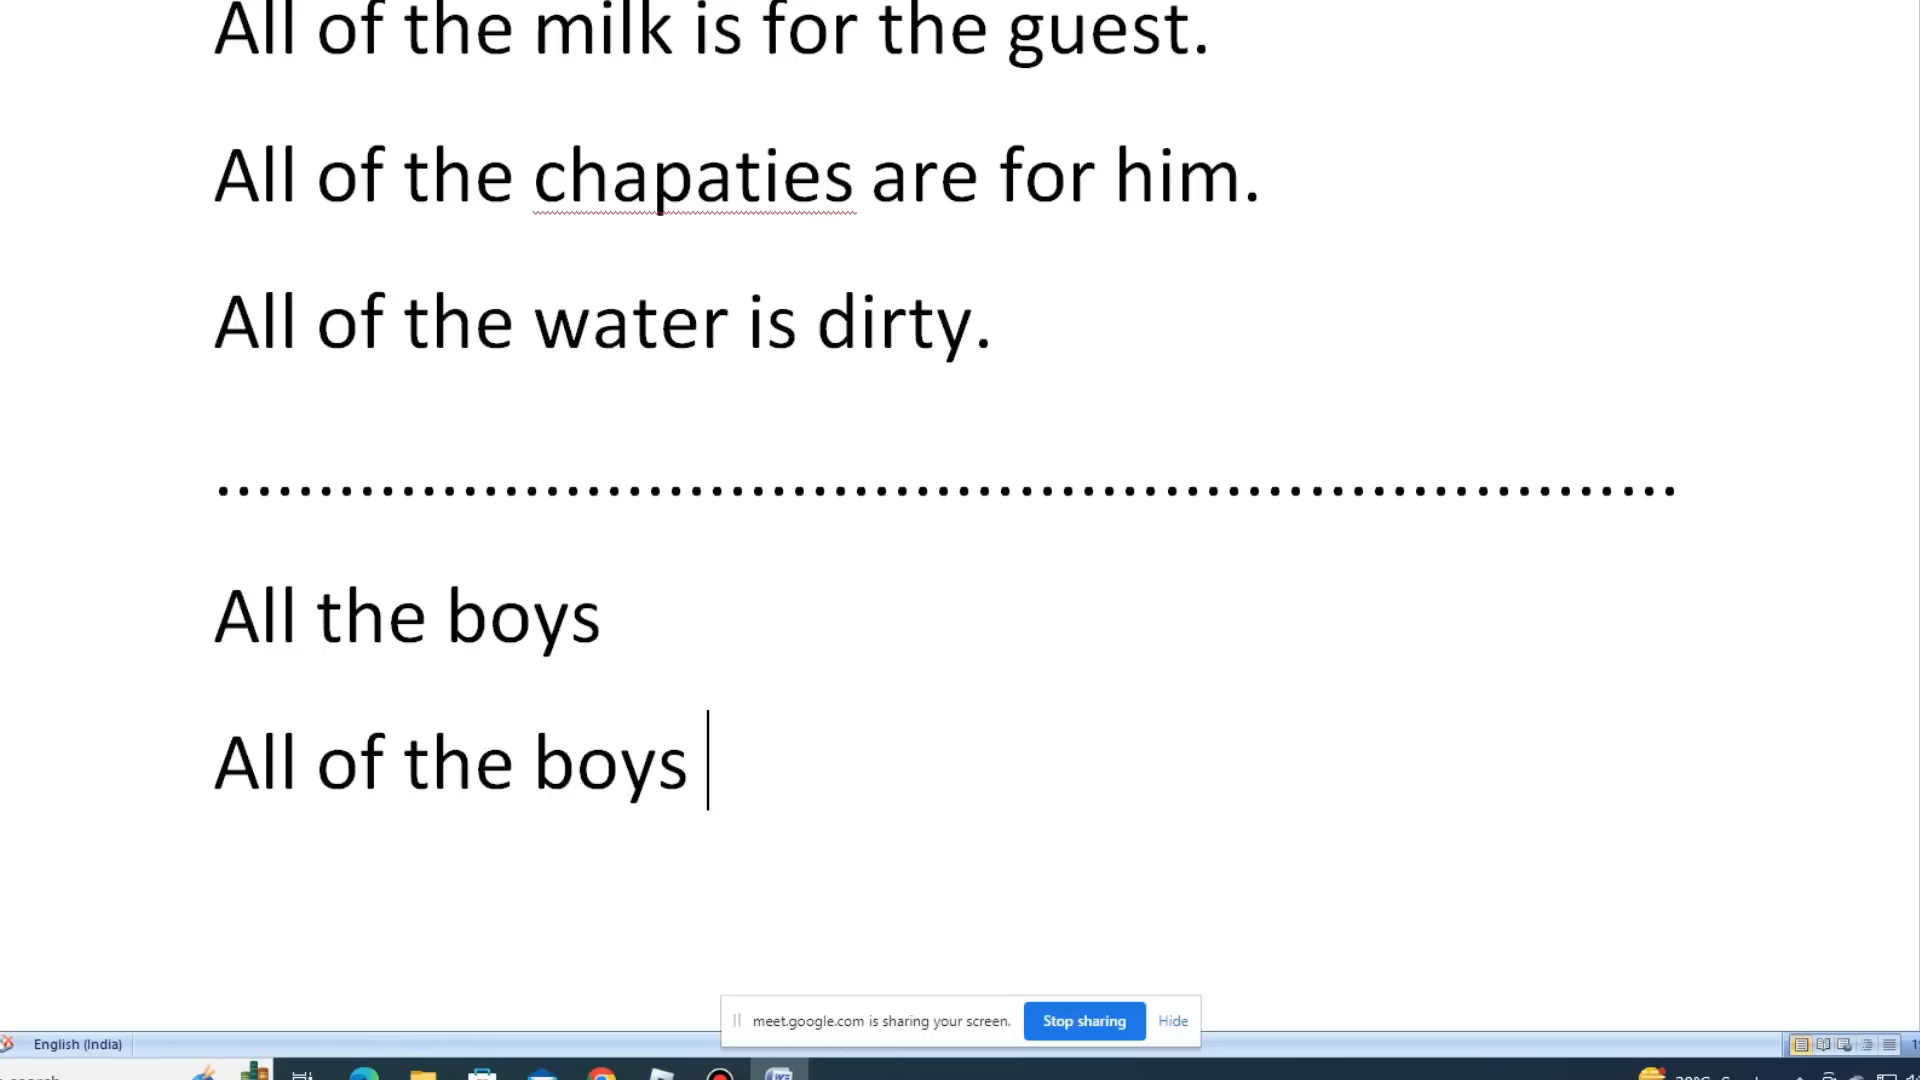 All of the milk is for the guest.
All of the chapaties are for him.
All of the water is dirty.
.......................................................................
All the boys
All of the boys
meet.google.com is sharing your screen. Stop sharing Hide
English (India)